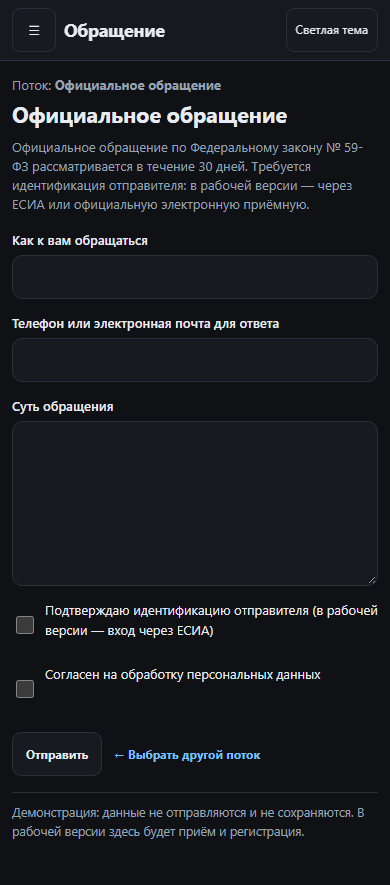 ☰ Обращение Светлая тема
Поток: Официальное обращение
Официальное обращение
Официальное обращение по Федеральному закону № 59-
ФЗ рассматривается в течение 30 дней. Требуется
идентификация отправителя: в рабочей версии — через
ЕСИА или официальную электронную приёмную.
Как к вам обращаться
Телефон или электронная почта для ответа
Суть обращения
Подтверждаю идентификацию отправителя (в рабочей
версии — вход через ЕСИА)
Согласен на обработку персональных данных
Отправить ← Выбрать другой поток
Демонстрация: данные не отправляются и не сохраняются. В
рабочей версии здесь будет приём и регистрация.